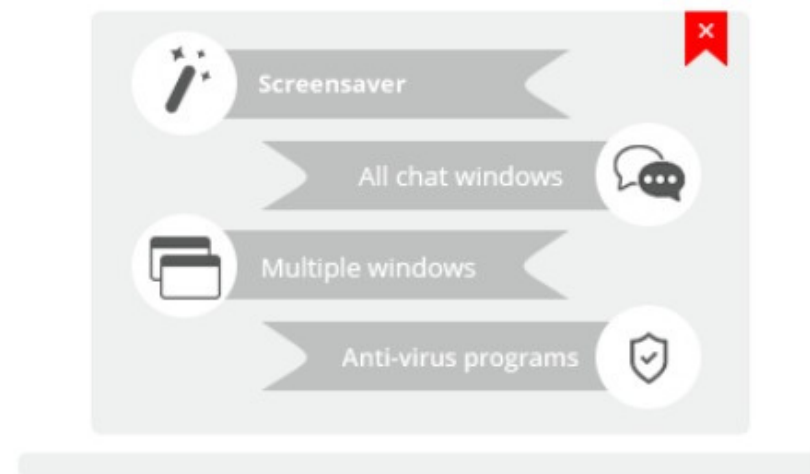 Screensaver
All chat windows
Multiple windows
Anti-virus programs